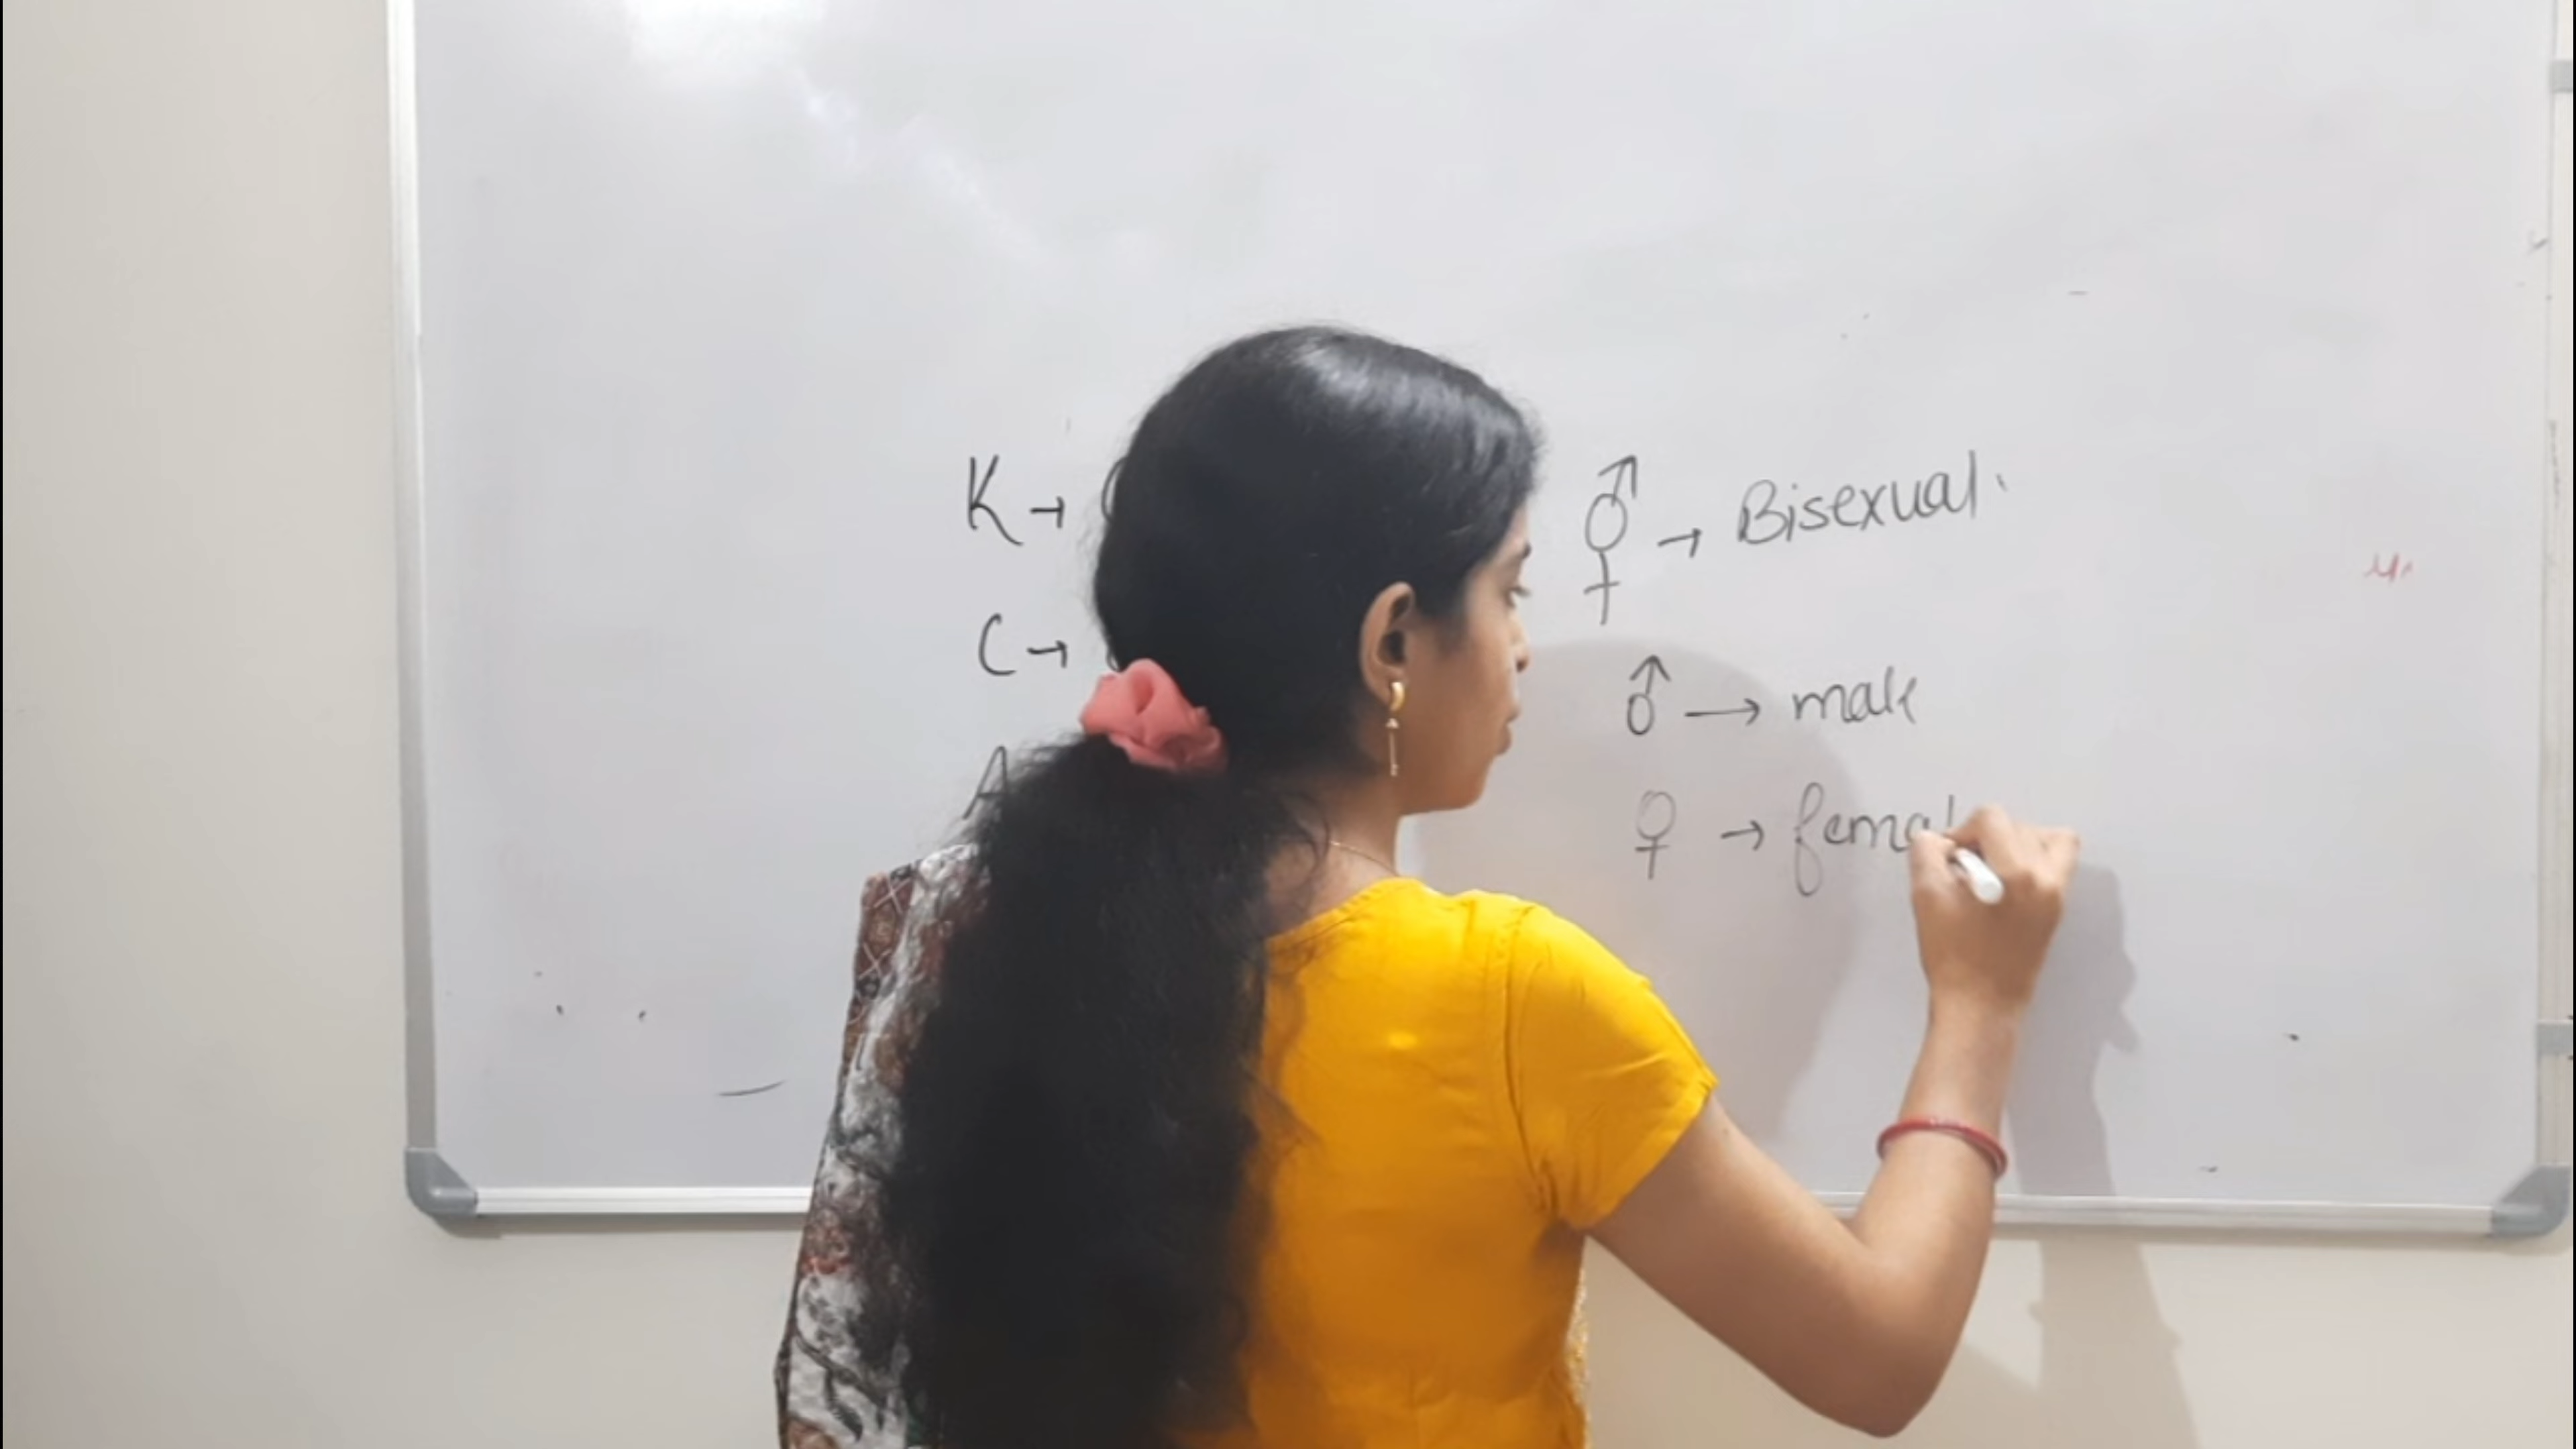 K →
C →
A
⚥ → Bisexual.
♂ → male
♀ → femal